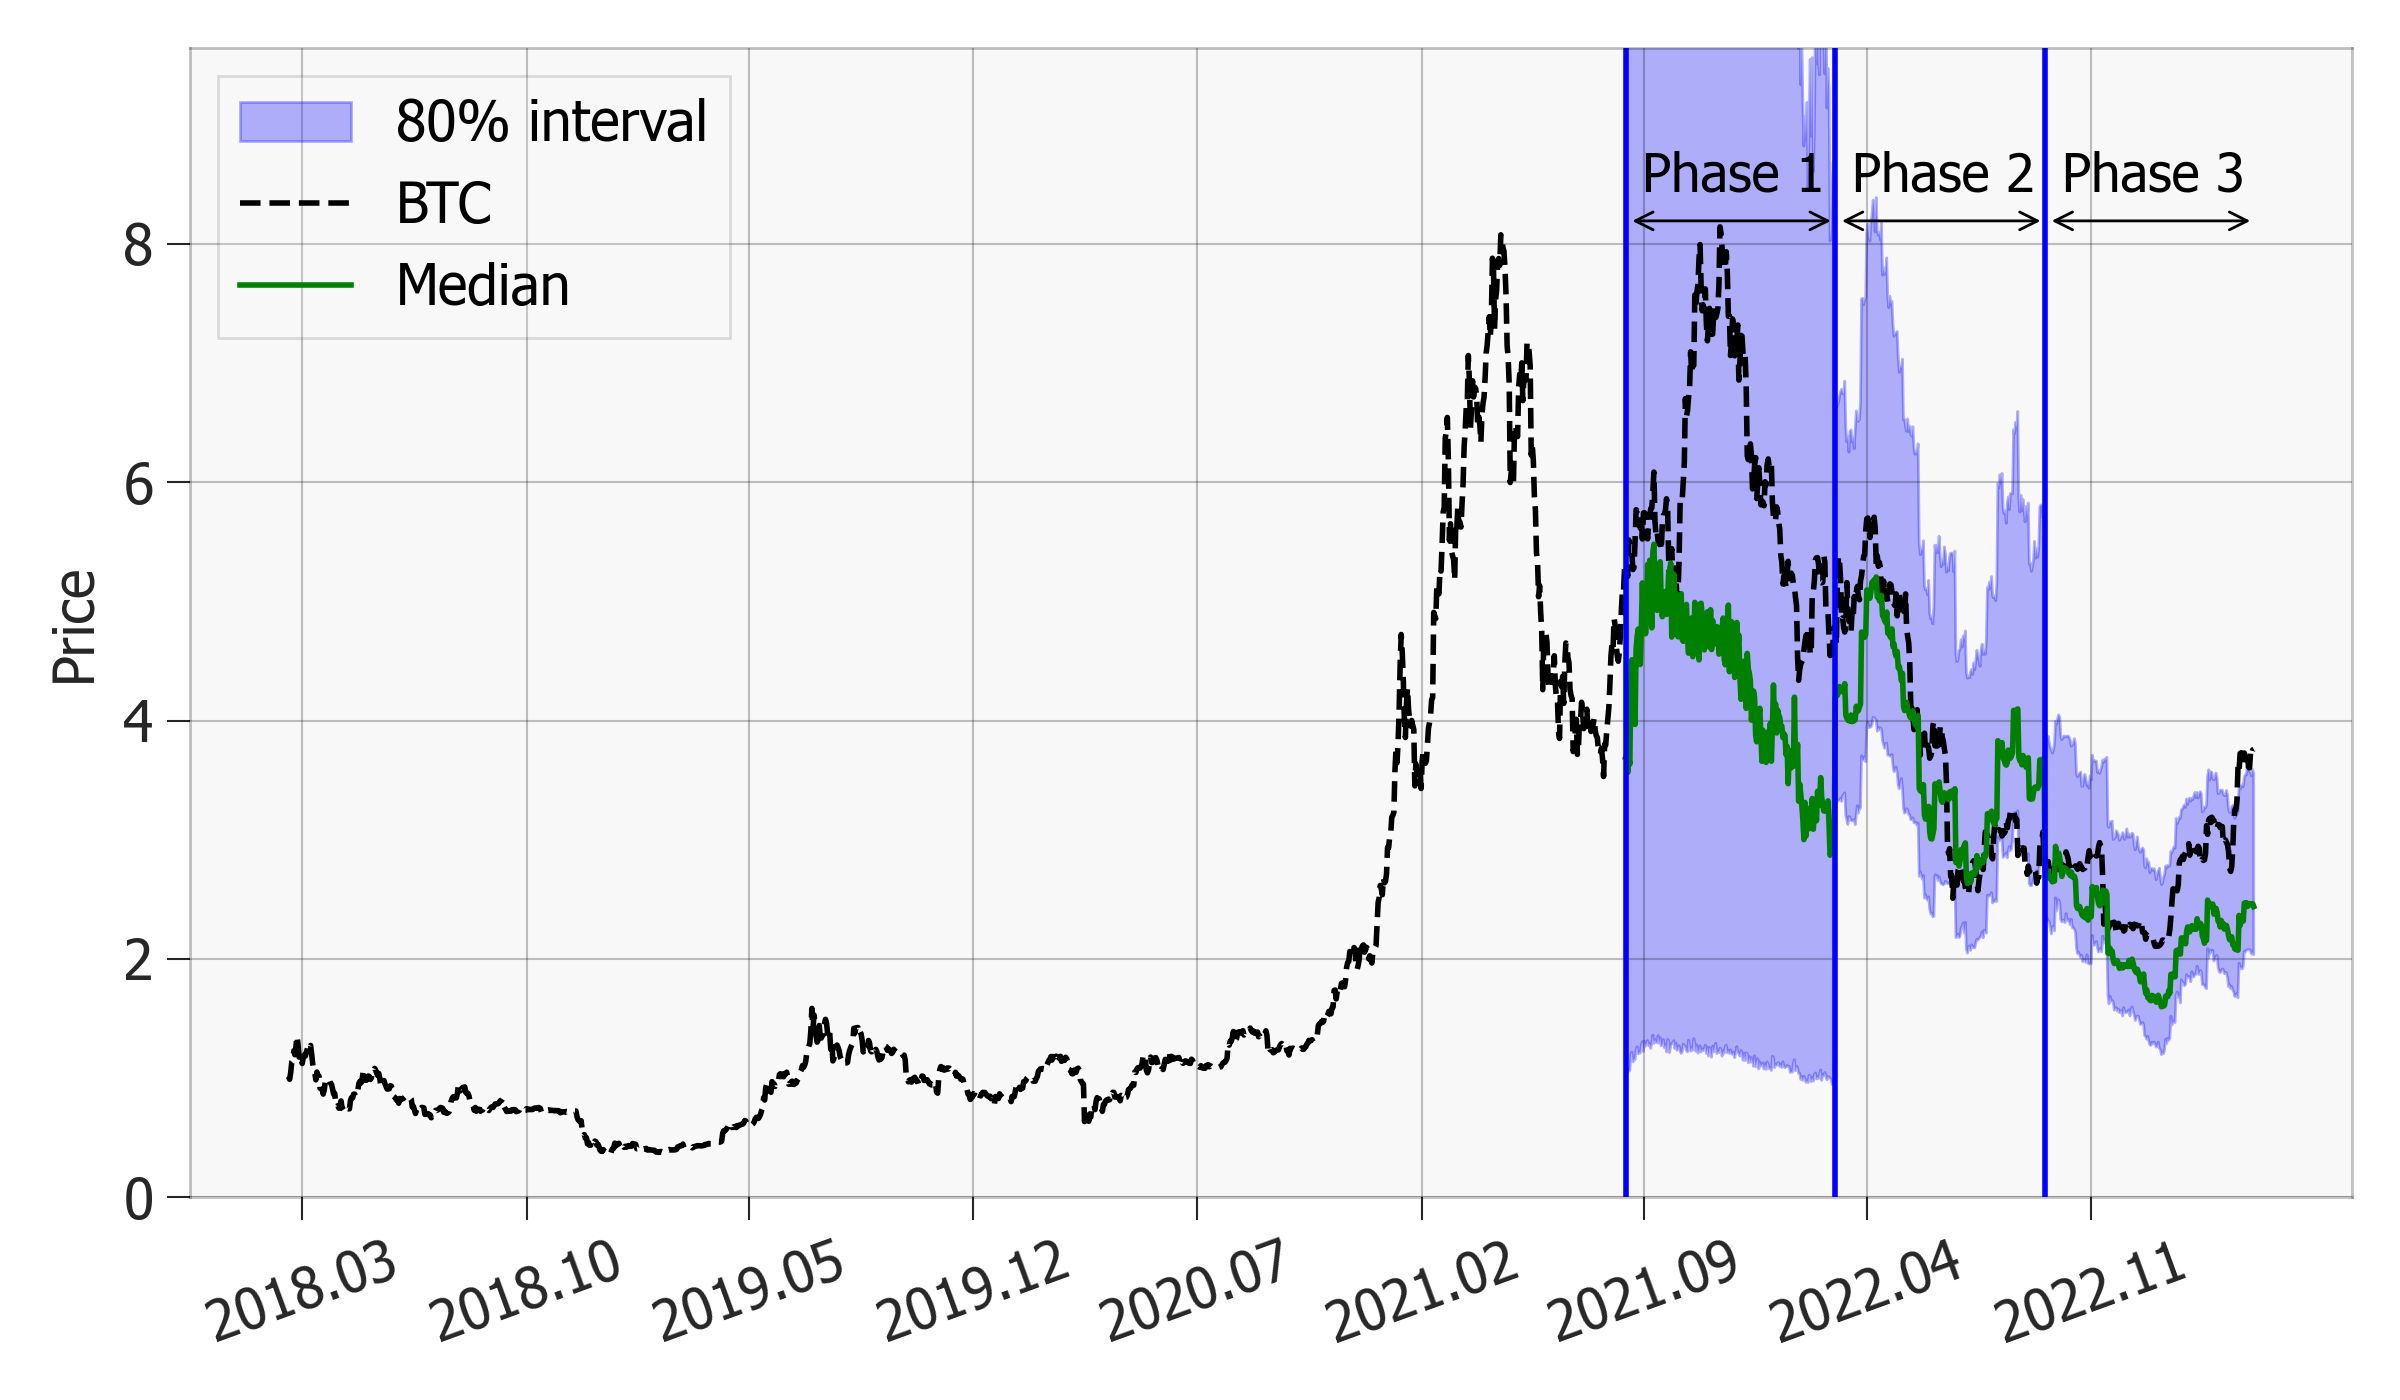 80% interval
BTC
Median
Phase 1
Phase 2
Phase 3
8
6
4
2
0
Price
2018.03
2018.10
2019.05
2019.12
2020.07
2021.02
2021.09
2022.04
2022.11